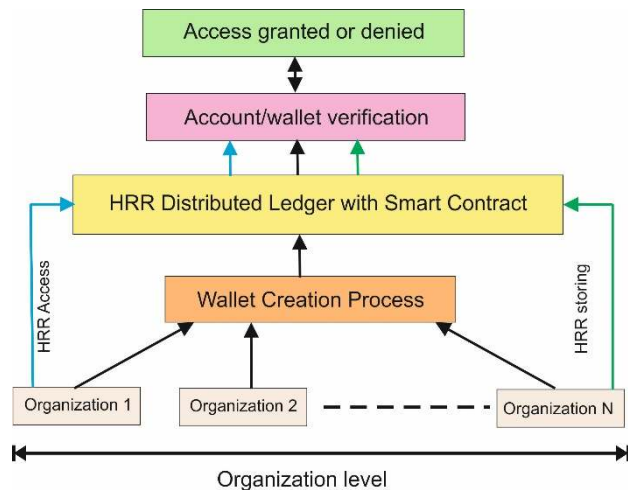 Access granted or denied
Account/wallet verification
HRR Distributed Ledger with Smart Contract
HRR Access
HRR storing
Wallet Creation Process
Organization 1
Organization 2
Organization N
Organization level